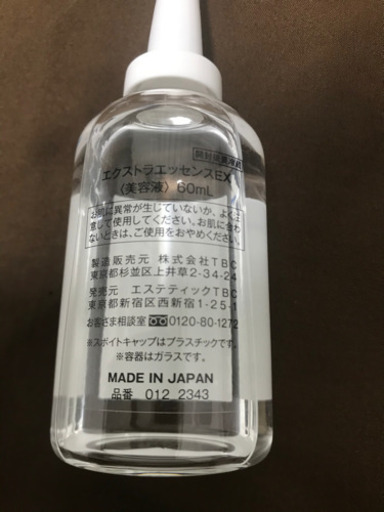 エクストラエッセンスEX
〈美容液〉60mL
お肌に異常が生じていないか、よく注
意して使用してください。お肌に合わ
ないときは、ご使用をおやめください。
製造販売元 株式会社TBC
東京都杉並区上井草2-34-24
発売元 エステティックTBC
東京都新宿区西新宿1-25-1
お客さま相談室 0120-80-1272
※スポイトキャップはプラスチックです。
※容器はガラスです。
MADE IN JAPAN
品番 012 2343